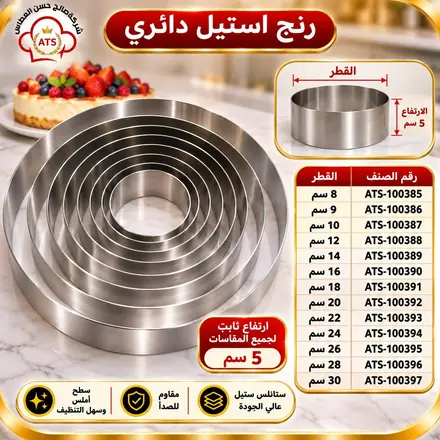 شركة صالح حسن العطاس
ATS
رنج استيل دائري
القطر
الارتفاع
5 سم
رقم الصنف القطر
ATS-100385 8 سم
ATS-100386 9 سم
ATS-100387 10 سم
ATS-100388 12 سم
ATS-100389 14 سم
ATS-100390 16 سم
ATS-100391 18 سم
ATS-100392 20 سم
ATS-100393 22 سم
ATS-100394 24 سم
ATS-100395 26 سم
ATS-100396 28 سم
ATS-100397 30 سم
ارتفاع ثابت
لجميع المقاسات
5 سم
ستانلس ستيل
عالي الجودة
مقاوم
للصدأ
سطح
أملس
وسهل التنظيف